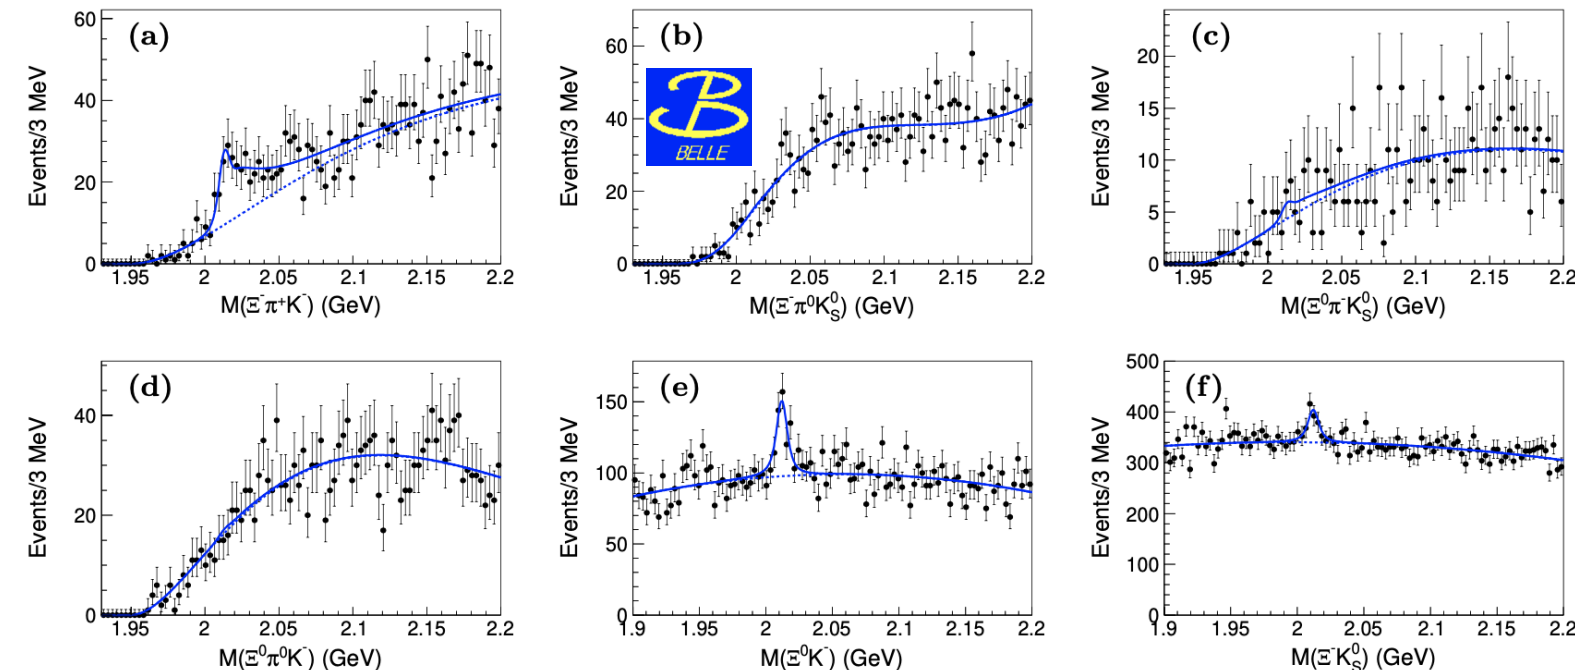 (a)
Events/3 MeV
60
40
20
0
1.95 2 2.05 2.1 2.15 2.2
M(Ξ⁻π⁺K⁻) (GeV)
(b)
BELLE
Events/3 MeV
60
40
20
0
1.95 2 2.05 2.1 2.15 2.2
M(Ξ⁻π⁰K⁰S) (GeV)
(c)
Events/3 MeV
20
15
10
5
0
1.95 2 2.05 2.1 2.15 2.2
M(Ξ⁰π⁻K⁰S) (GeV)
(d)
Events/3 MeV
40
20
0
1.95 2 2.05 2.1 2.15 2.2
M(Ξ⁰π⁰K⁻) (GeV)
(e)
Events/3 MeV
150
100
50
0
1.9 1.95 2 2.05 2.1 2.15 2.2
M(Ξ⁰K⁻) (GeV)
(f)
Events/3 MeV
500
400
300
200
100
0
1.9 1.95 2 2.05 2.1 2.15 2.2
M(Ξ⁻K⁰S) (GeV)